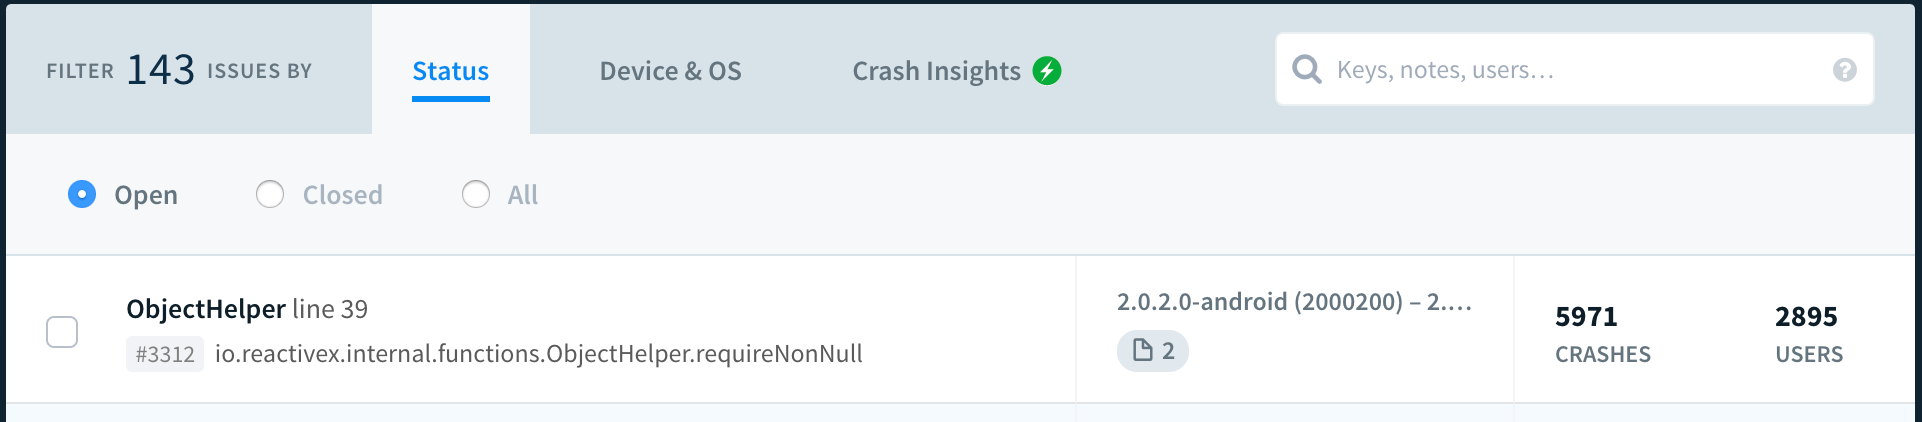 FILTER 143 ISSUES BY
Status
Device & OS
Crash Insights
Keys, notes, users...
?
Open
Closed
All
ObjectHelper line 39
#3312 io.reactivex.internal.functions.ObjectHelper.requireNonNull
2.0.2.0-android (2000200) – 2.…
2
5971
CRASHES
2895
USERS